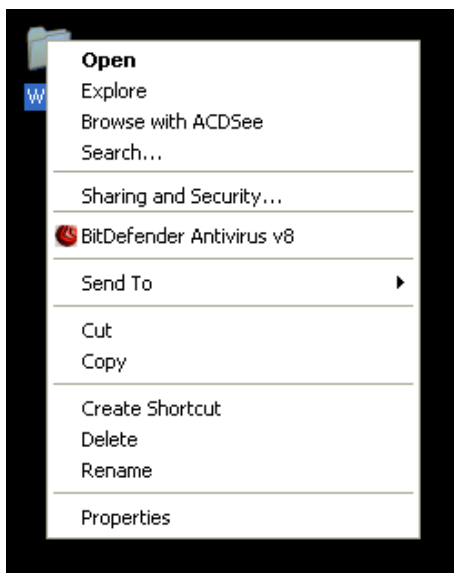 W
Open
Explore
Browse with ACDSee
Search...
Sharing and Security...
BitDefender Antivirus v8
Send To
Cut
Copy
Create Shortcut
Delete
Rename
Properties